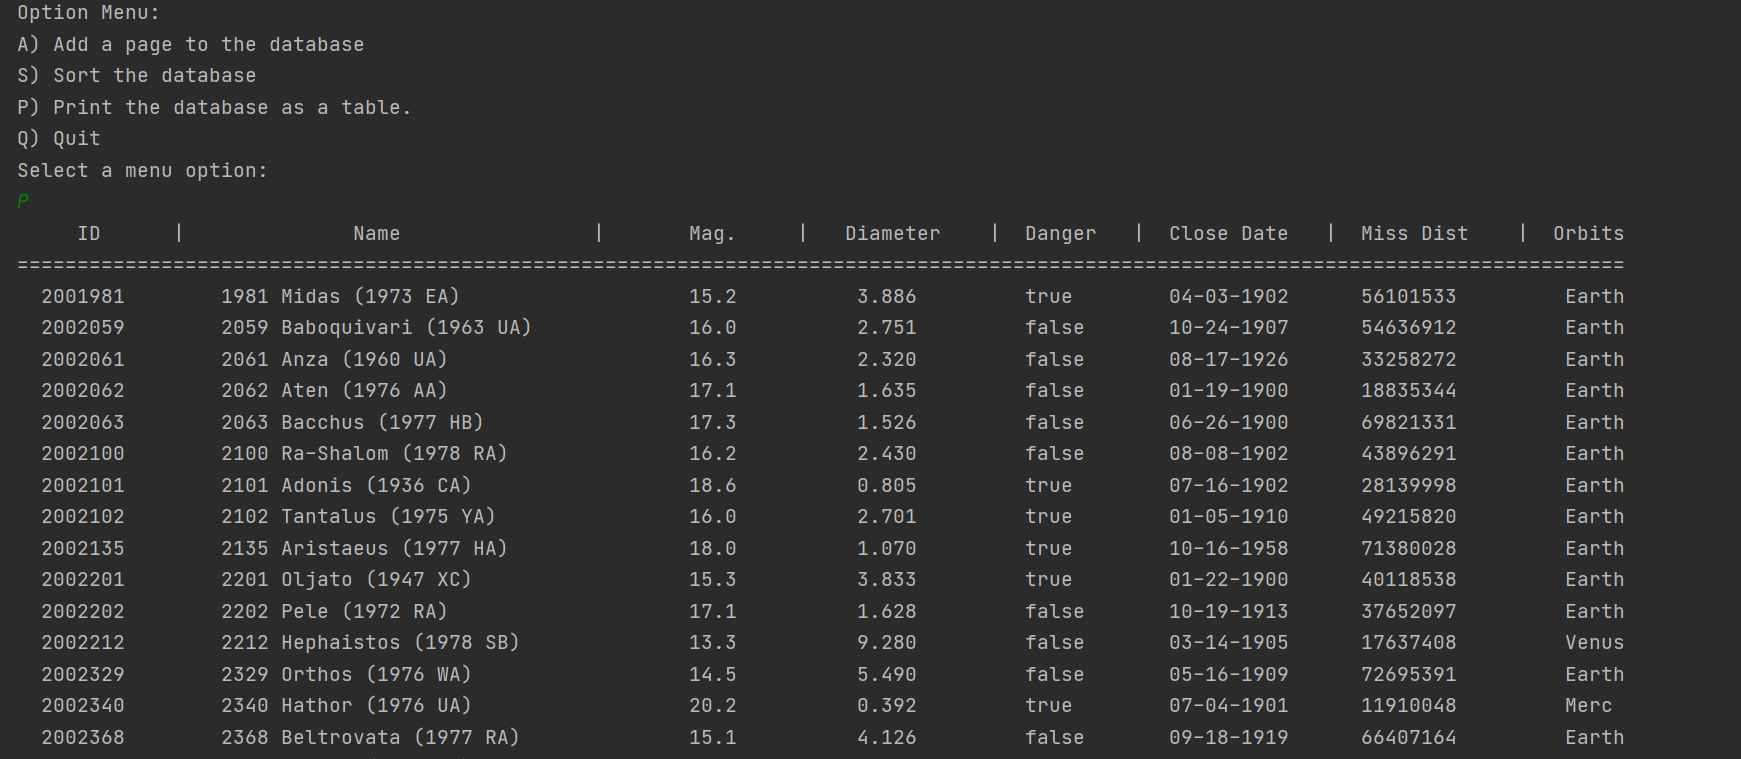 Option Menu:
A) Add a page to the database
S) Sort the database
P) Print the database as a table.
Q) Quit
Select a menu option:
P
ID | Name | Mag. | Diameter | Danger | Close Date | Miss Dist | Orbits
======================================================================================================================================
2001981 1981 Midas (1973 EA) 15.2 3.886 true 04-03-1902 56101533 Earth
2002059 2059 Baboquivari (1963 UA) 16.0 2.751 false 10-24-1907 54636912 Earth
2002061 2061 Anza (1960 UA) 16.3 2.320 false 08-17-1926 33258272 Earth
2002062 2062 Aten (1976 AA) 17.1 1.635 false 01-19-1900 18835344 Earth
2002063 2063 Bacchus (1977 HB) 17.3 1.526 false 06-26-1900 69821331 Earth
2002100 2100 Ra-Shalom (1978 RA) 16.2 2.430 false 08-08-1902 43896291 Earth
2002101 2101 Adonis (1936 CA) 18.6 0.805 true 07-16-1902 28139998 Earth
2002102 2102 Tantalus (1975 YA) 16.0 2.701 true 01-05-1910 49215820 Earth
2002135 2135 Aristaeus (1977 HA) 18.0 1.070 true 10-16-1958 71380028 Earth
2002201 2201 Oljato (1947 XC) 15.3 3.833 true 01-22-1900 40118538 Earth
2002202 2202 Pele (1972 RA) 17.1 1.628 false 10-19-1913 37652097 Earth
2002212 2212 Hephaistos (1978 SB) 13.3 9.280 false 03-14-1905 17637408 Venus
2002329 2329 Orthos (1976 WA) 14.5 5.490 false 05-16-1909 72695391 Earth
2002340 2340 Hathor (1976 UA) 20.2 0.392 true 07-04-1901 11910048 Merc
2002368 2368 Beltrovata (1977 RA) 15.1 4.126 false 09-18-1919 66407164 Earth